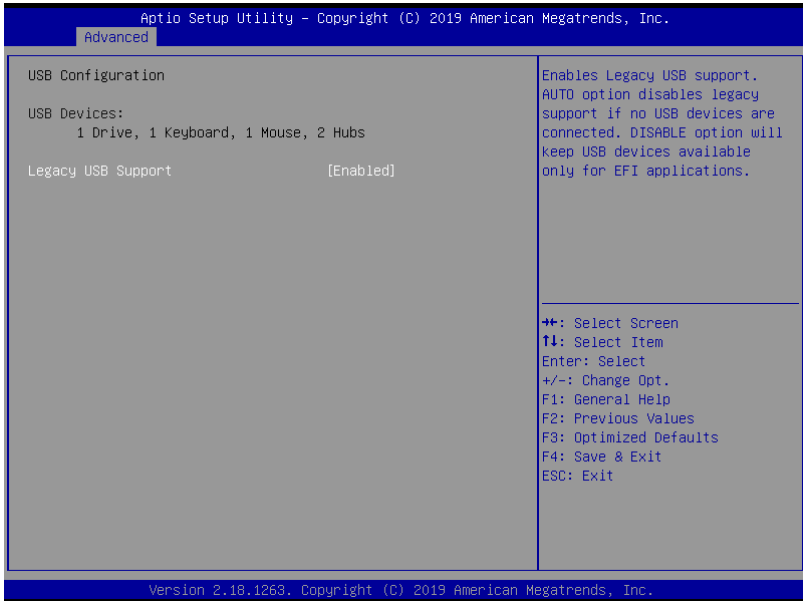 Aptio Setup Utility – Copyright (C) 2019 American Megatrends, Inc.
Advanced
USB Configuration
USB Devices:
1 Drive, 1 Keyboard, 1 Mouse, 2 Hubs
Legacy USB Support [Enabled]
Enables Legacy USB support.
AUTO option disables legacy
support if no USB devices are
connected. DISABLE option will
keep USB devices available
only for EFI applications.
→←: Select Screen
↑↓: Select Item
Enter: Select
+/-: Change Opt.
F1: General Help
F2: Previous Values
F3: Optimized Defaults
F4: Save & Exit
ESC: Exit
Version 2.18.1263. Copyright (C) 2019 American Megatrends, Inc.